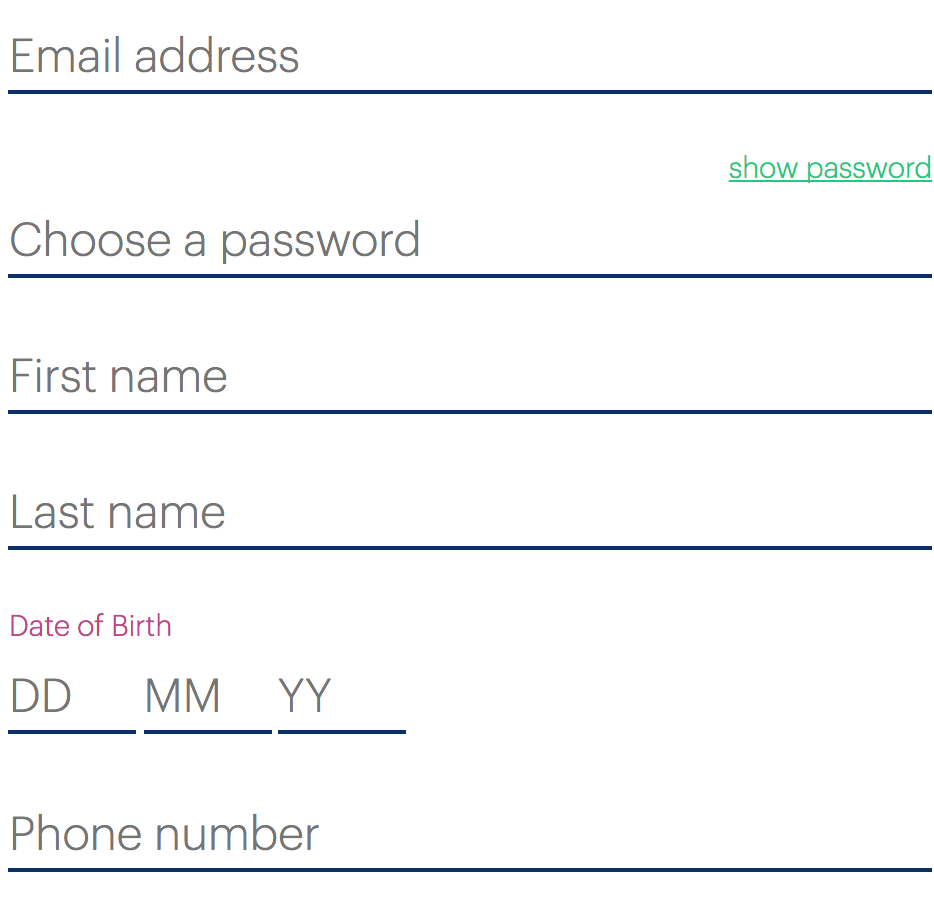 Email address
show password
Choose a password
First name
Last name
Date of Birth
DD MM YY
Phone number